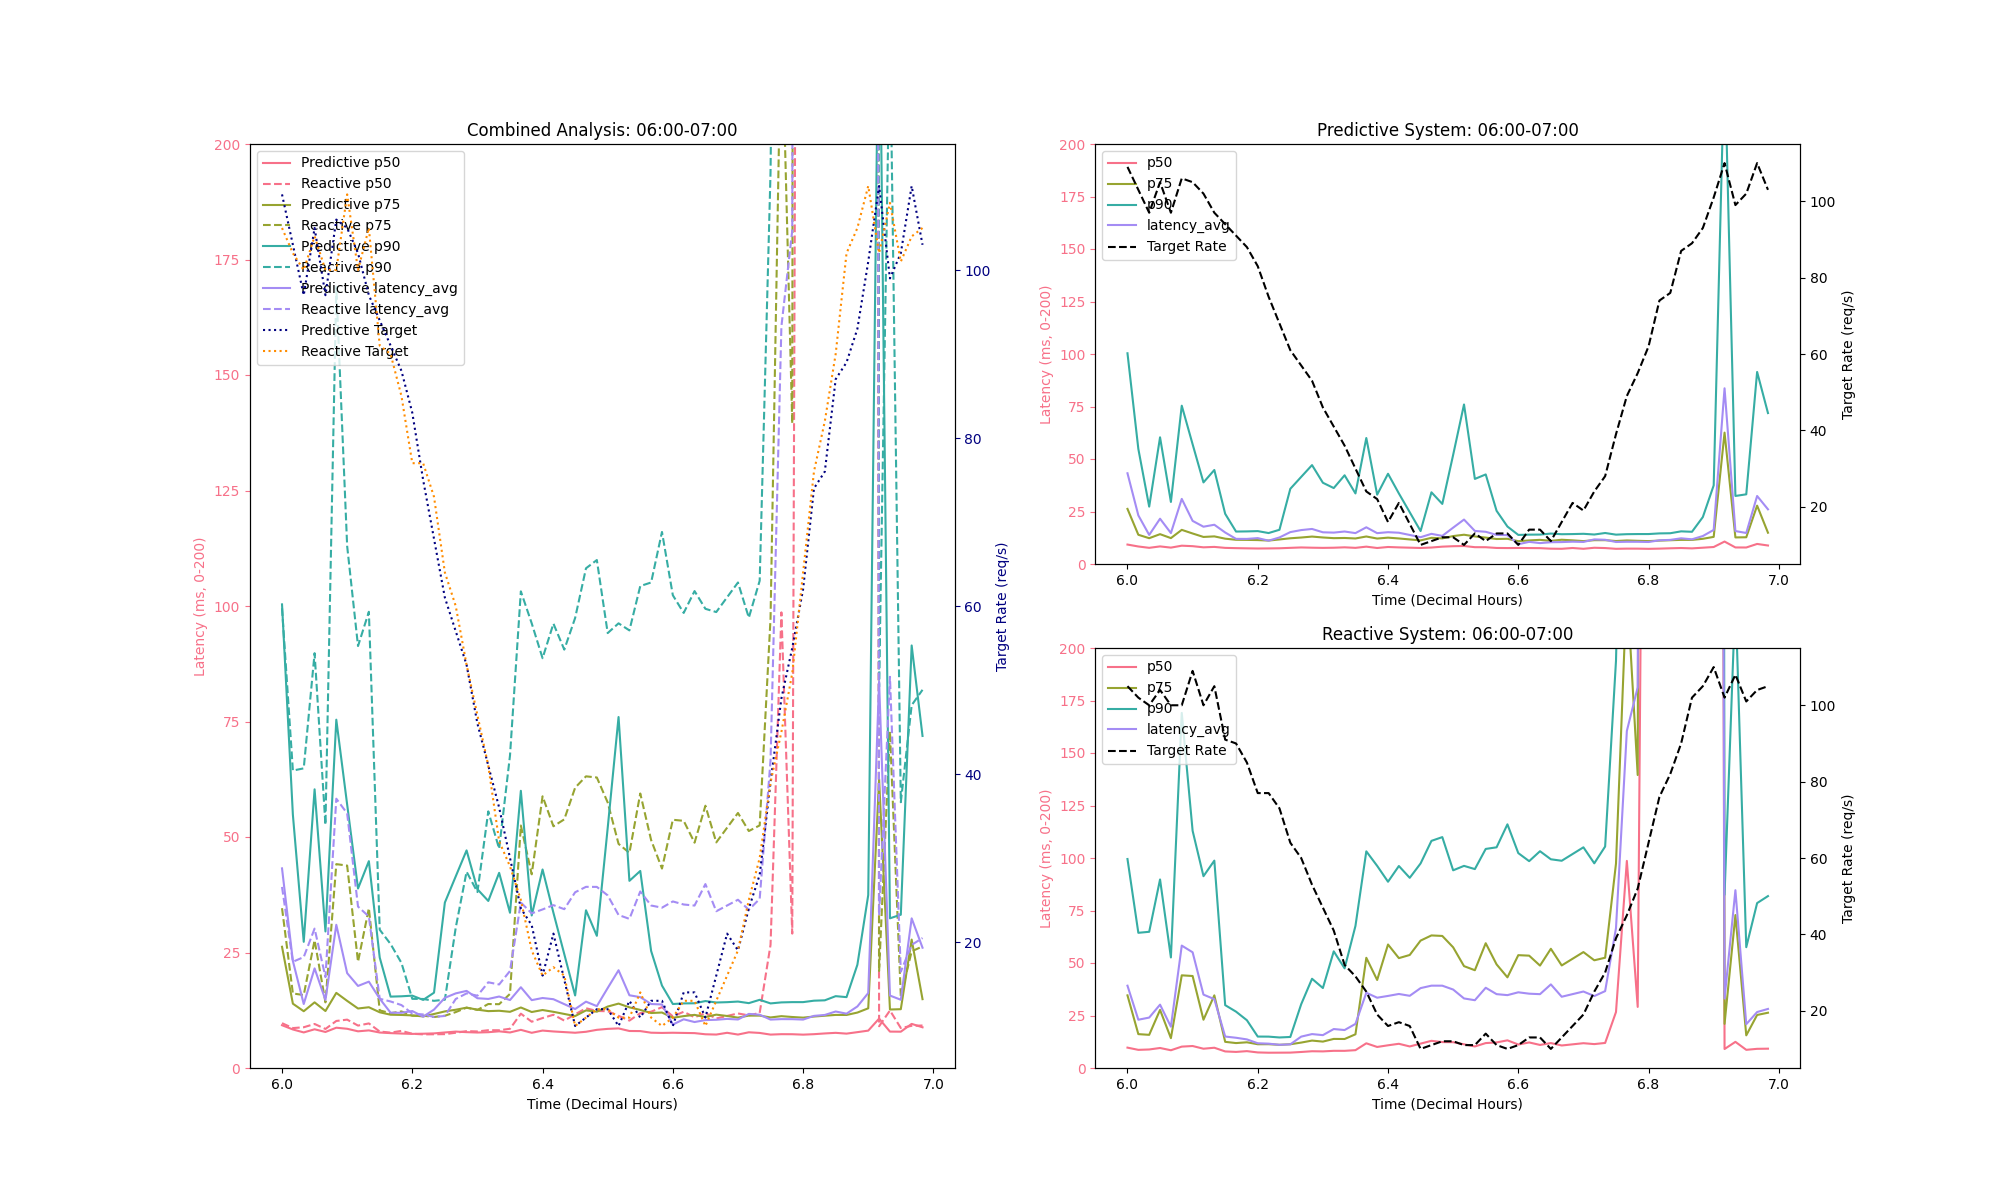 Combined Analysis: 06:00-07:00
Latency (ms, 0-200)
200
175
150
125
100
75
50
25
0
Predictive p50
Reactive p50
Predictive p75
Reactive p75
Predictive p90
Reactive p90
Predictive latency_avg
Reactive latency_avg
Predictive Target
Reactive Target
100
80
60
40
20
Target Rate (req/s)
6.0 6.2 6.4 6.6 6.8 7.0
Time (Decimal Hours)
Predictive System: 06:00-07:00
Latency (ms, 0-200)
200
175
150
125
100
75
50
25
0
p50
p75
p90
latency_avg
Target Rate
100
80
60
40
20
Target Rate (req/s)
6.0 6.2 6.4 6.6 6.8 7.0
Time (Decimal Hours)
Reactive System: 06:00-07:00
Latency (ms, 0-200)
200
175
150
125
100
75
50
25
0
p50
p75
p90
latency_avg
Target Rate
100
80
60
40
20
Target Rate (req/s)
6.0 6.2 6.4 6.6 6.8 7.0
Time (Decimal Hours)